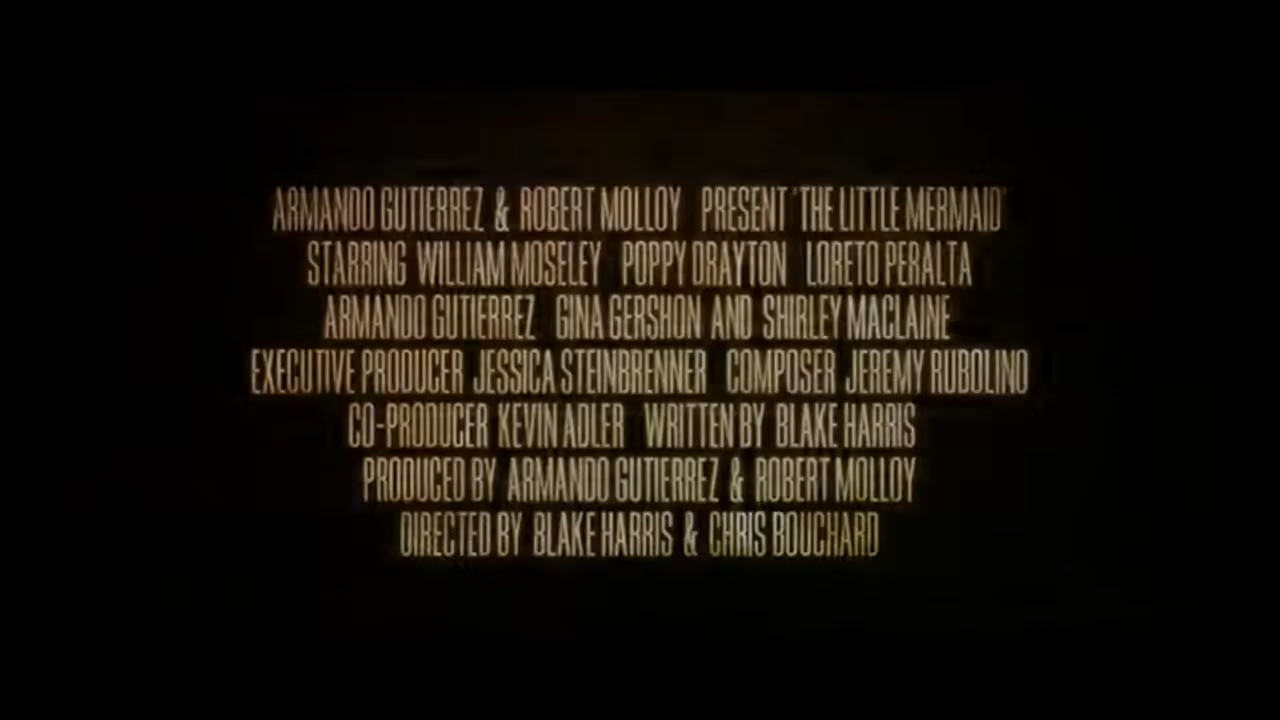 ARMANDO GUTIERREZ & ROBERT MOLLOY PRESENT 'THE LITTLE MERMAID'
STARRING WILLIAM MOSELEY POPPY DRAYTON LORETO PERALTA
ARMANDO GUTIERREZ GINA GERSHON AND SHIRLEY MACLAINE
EXECUTIVE PRODUCER JESSICA STEINBRENNER COMPOSER JEREMY RUBOLINO
CO-PRODUCER KEVIN ADLER WRITTEN BY BLAKE HARRIS
PRODUCED BY ARMANDO GUTIERREZ & ROBERT MOLLOY
DIRECTED BY BLAKE HARRIS & CHRIS BOUCHARD